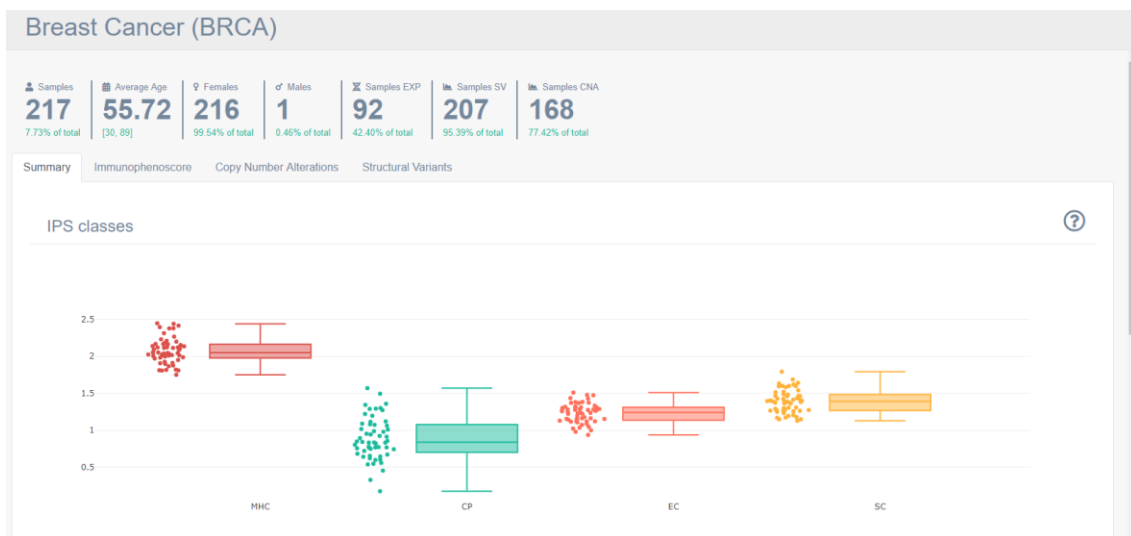 Breast Cancer (BRCA)
Samples Average Age Females Males Samples EXP Samples SV Samples CNA
217 55.72 216 1 92 207 168
7.73% of total [30, 89] 99.54% of total 0.46% of total 42.40% of total 95.39% of total 77.42% of total
Summary Immunophenoscore Copy Number Alterations Structural Variants
IPS classes ?
2.5
2
1.5
1
0.5
MHC CP EC SC